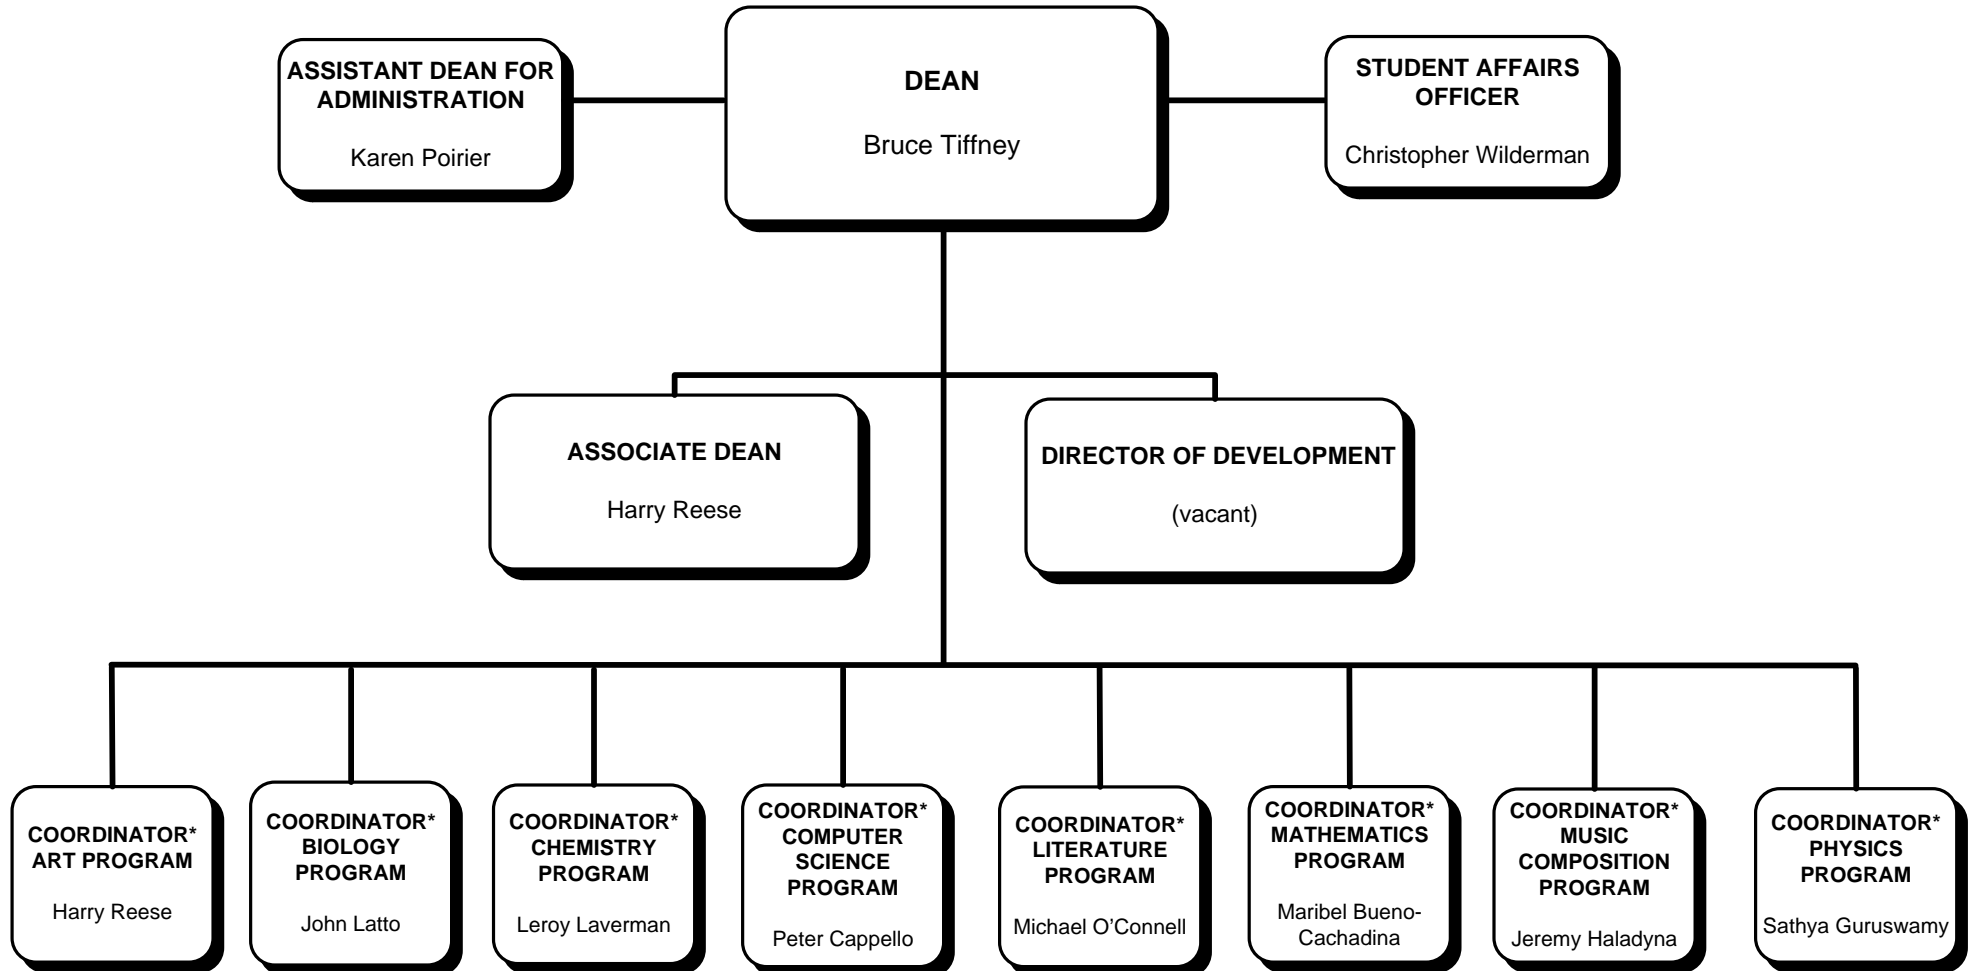 ASSISTANT DEAN FOR
ADMINISTRATION
Karen Poirier
DEAN
Bruce Tiffney
STUDENT AFFAIRS
OFFICER
Christopher Wilderman
ASSOCIATE DEAN
Harry Reese
DIRECTOR OF DEVELOPMENT
(vacant)
COORDINATOR*
ART PROGRAM
Harry Reese
COORDINATOR*
BIOLOGY
PROGRAM
John Latto
COORDINATOR*
CHEMISTRY
PROGRAM
Leroy Laverman
COORDINATOR*
COMPUTER
SCIENCE
PROGRAM
Peter Cappello
COORDINATOR*
LITERATURE
PROGRAM
Michael O’Connell
COORDINATOR*
MATHEMATICS
PROGRAM
Maribel Bueno-
Cachadina
COORDINATOR*
MUSIC
COMPOSITION
PROGRAM
Jeremy Haladyna
COORDINATOR*
PHYSICS
PROGRAM
Sathya Guruswamy